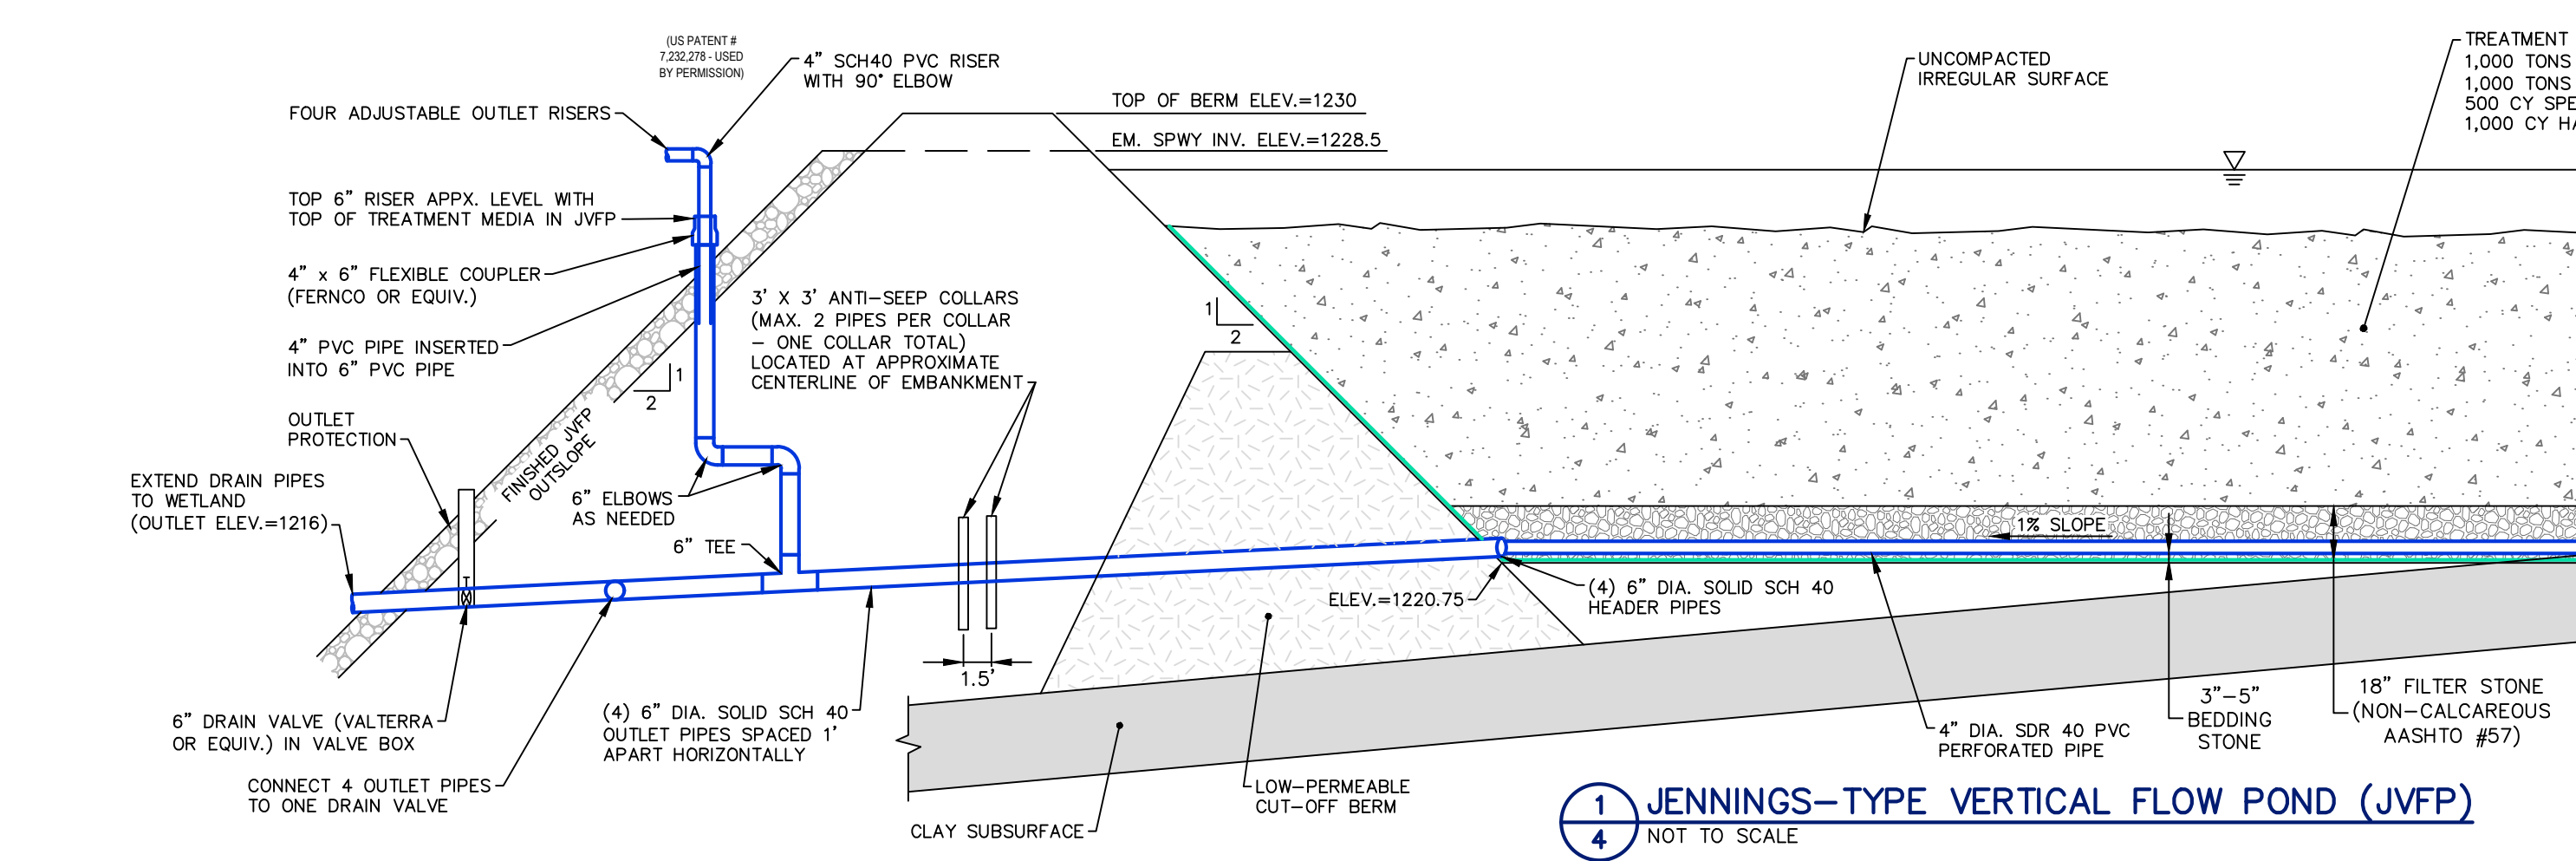 (US PATENT #
7,232,278 - USED
BY PERMISSION)
4” SCH40 PVC RISER
WITH 90° ELBOW
FOUR ADJUSTABLE OUTLET RISERS
TOP OF BERM ELEV.=1230
EM. SPWY INV. ELEV.=1228.5
UNCOMPACTED
IRREGULAR SURFACE
TREATMENT
1,000 TONS
1,000 TONS
500 CY SPE
1,000 CY HA
TOP 6” RISER APPX. LEVEL WITH
TOP OF TREATMENT MEDIA IN JVFP
4” x 6” FLEXIBLE COUPLER
(FERNCO OR EQUIV.)
4” PVC PIPE INSERTED
INTO 6” PVC PIPE
3’ X 3’ ANTI-SEEP COLLARS
(MAX. 2 PIPES PER COLLAR
- ONE COLLAR TOTAL)
LOCATED AT APPROXIMATE
CENTERLINE OF EMBANKMENT
1
2
1
2
OUTLET
PROTECTION
FINISHED JVFP
OUTSLOPE
EXTEND DRAIN PIPES
TO WETLAND
(OUTLET ELEV.=1216)
6” ELBOWS
AS NEEDED
6” TEE
1% SLOPE
ELEV.=1220.75
(4) 6” DIA. SOLID SCH 40
HEADER PIPES
1.5’
6” DRAIN VALVE (VALTERRA
OR EQUIV.) IN VALVE BOX
(4) 6” DIA. SOLID SCH 40
OUTLET PIPES SPACED 1’
APART HORIZONTALLY
CONNECT 4 OUTLET PIPES
TO ONE DRAIN VALVE
CLAY SUBSURFACE
LOW-PERMEABLE
CUT-OFF BERM
4” DIA. SDR 40 PVC
PERFORATED PIPE
3”-5”
BEDDING
STONE
18” FILTER STONE
(NON-CALCAREOUS
AASHTO #57)
1
4
JENNINGS-TYPE VERTICAL FLOW POND (JVFP)
NOT TO SCALE